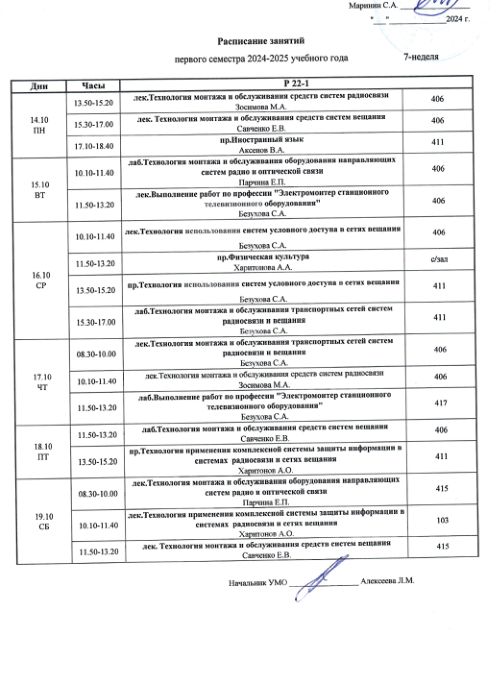 Маринин С.А.
"__"______________2024 г.
Расписание занятий
первого семестра 2024-2025 учебного года 7-неделя
Дни Часы Р 22-1
14.10
ПН
13.50-15.20 лек.Технология монтажа и обслуживания средств систем радиосвязи 406
Зосимова М.А.
15.30-17.00 лек. Технология монтажа и обслуживания средств систем вещания 406
Савченко Е.В.
17.10-18.40 пр.Иностранный язык 411
Аксенов В.А.
15.10
ВТ
10.10-11.40 лаб.Технология монтажа и обслуживания оборудования направляющих 406
систем радио и оптической связи
Парчина Е.П.
11.50-13.20 лек.Выполнение работ по профессии "Электромонтер станционного 406
телевизионного оборудования"
Безухова С.А.
16.10
СР
10.10-11.40 лек.Технология использования систем условного доступа в сетях вещания 406
Безухова С.А.
11.50-13.20 пр.Физическая культура с/зал
Харитонова А.А.
13.50-15.20 пр.Технология использования систем условного доступа в сетях вещания 411
Безухова С.А.
15.30-17.00 лаб.Технология монтажа и обслуживания транспортных сетей систем 411
радиосвязи и вещания
Безухова С.А.
17.10
ЧТ
08.30-10.00 лек.Технология монтажа и обслуживания транспортных сетей систем 406
радиосвязи и вещания
Безухова С.А.
10.10-11.40 лек.Технология монтажа и обслуживания средств систем радиосвязи 406
Зосимова М.А.
11.50-13.20 лаб.Выполнение работ по профессии "Электромонтер станционного 417
телевизионного оборудования"
Безухова С.А.
18.10
ПТ
11.50-13.20 лаб.Технология монтажа и обслуживания средств систем вещания 406
Савченко Е.В.
13.50-15.20 пр.Технология применения комплексной системы защиты информации в 411
системах радиосвязи и сетях вещания
Харитонов А.О.
19.10
СБ
08.30-10.00 лек.Технология монтажа и обслуживания оборудования направляющих 415
систем радио и оптической связи
Парчина Е.П.
10.10-11.40 лек.Технология применения комплексной системы защиты информации в 103
системах радиосвязи и сетях вещания
Харитонов А.О.
11.50-13.20 лек. Технология монтажа и обслуживания средств систем вещания 415
Савченко Е.В.
Начальник УМО ________________ Алексеева Л.М.